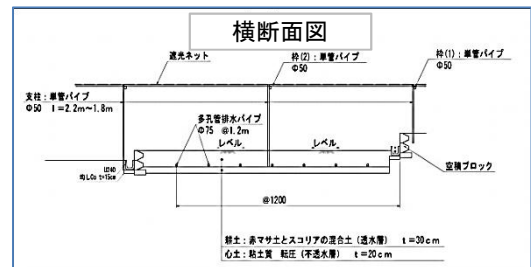 横断面図
遮光ネット
枠(2)：単管パイプ
Φ50
枠(1)：単管パイプ
Φ50
支柱：単管パイプ
Φ50 l=2.2m～1.8m
多孔管排水パイプ
Φ75 @1.2m
レベル
レベル
U240
t=15cm
空積ブロック
@1200
耕土：赤マサ土とスコリアの混合土（透水層） t=30cm
心土：粘土質 転圧（不透水層） t=20cm